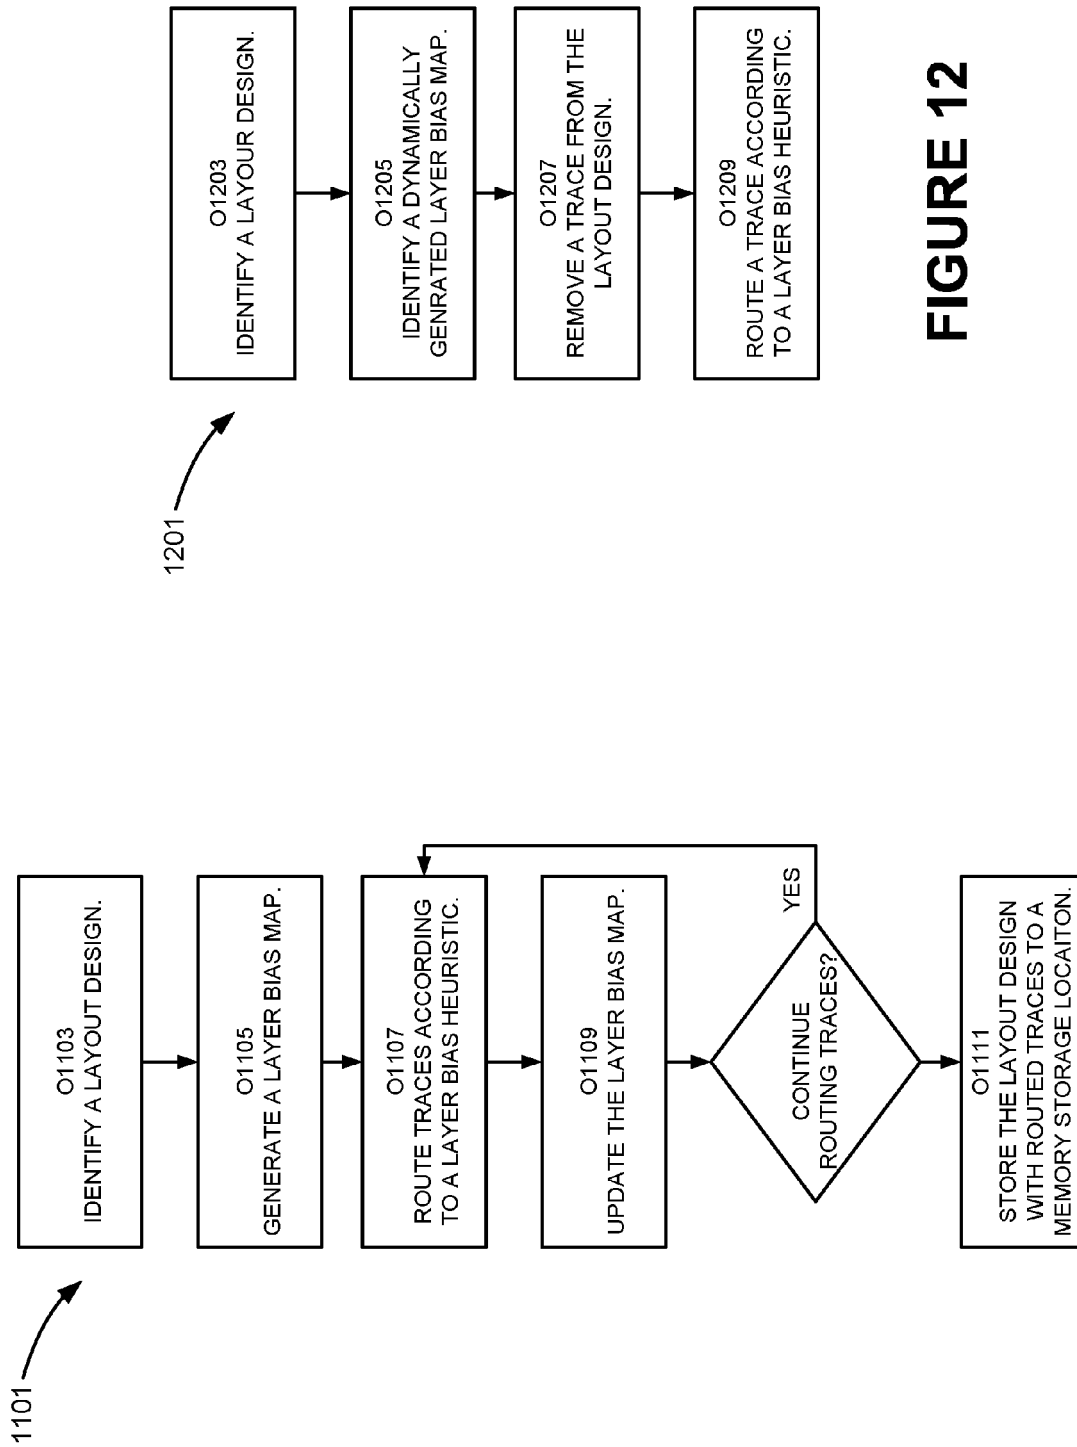 1101
O1103
IDENTIFY A LAYOUT DESIGN.
O1105
GENERATE A LAYER BIAS MAP.
O1107
ROUTE TRACES ACCORDING
TO A LAYER BIAS HEURISTIC.
O1109
UPDATE THE LAYER BIAS MAP.
CONTINUE
ROUTING TRACES?
YES
O1111
STORE THE LAYOUT DESIGN
WITH ROUTED TRACES TO A
MEMORY STORAGE LOCAITON.
1201
O1203
IDENTIFY A LAYOUR DESIGN.
O1205
IDENTIFY A DYNAMICALLY
GENRATED LAYER BIAS MAP.
O1207
REMOVE A TRACE FROM THE
LAYOUT DESIGN.
O1209
ROUTE A TRACE ACCORDING
TO A LAYER BIAS HEURISTIC.
FIGURE 12